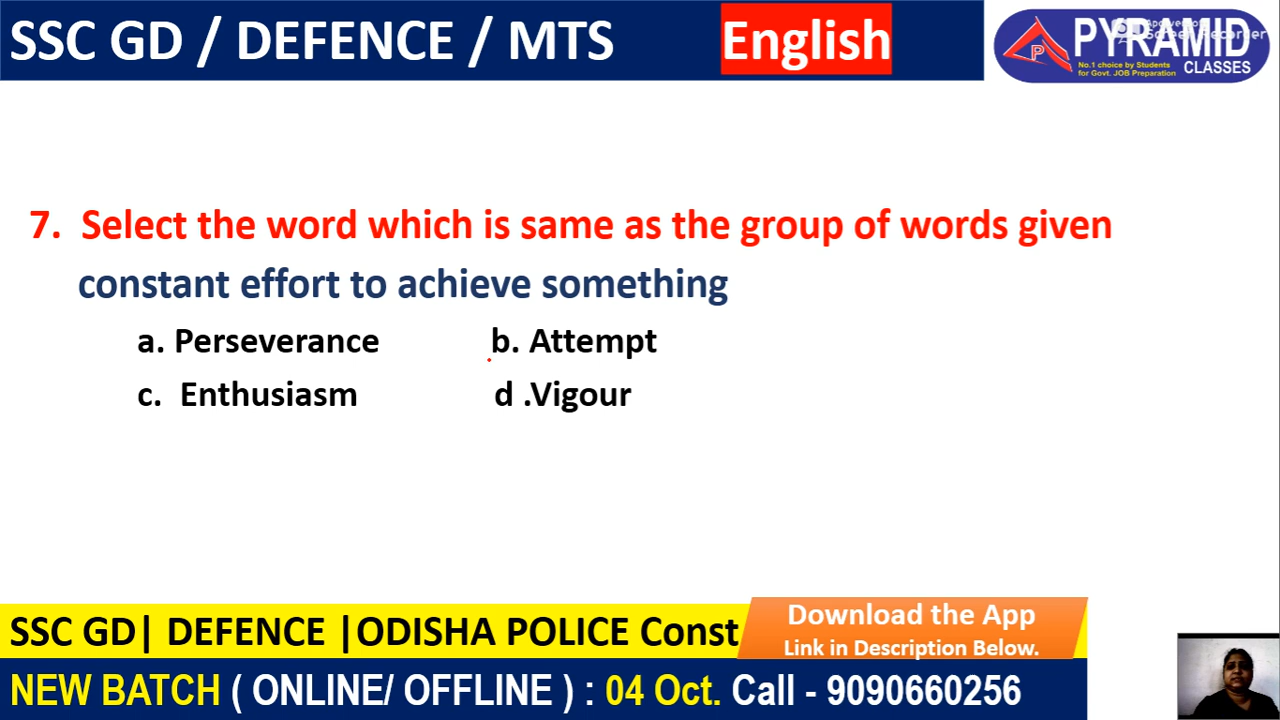 SSC GD / DEFENCE / MTS English
PYRAMID
CLASSES
No.1 choice by Students
for Govt. JOB Preparation
P
7. Select the word which is same as the group of words given
constant effort to achieve something
a. Perseverance b. Attempt
c. Enthusiasm d .Vigour
SSC GD| DEFENCE |ODISHA POLICE Const
Download the App
Link in Description Below.
NEW BATCH ( ONLINE/ OFFLINE ) : 04 Oct. Call - 9090660256